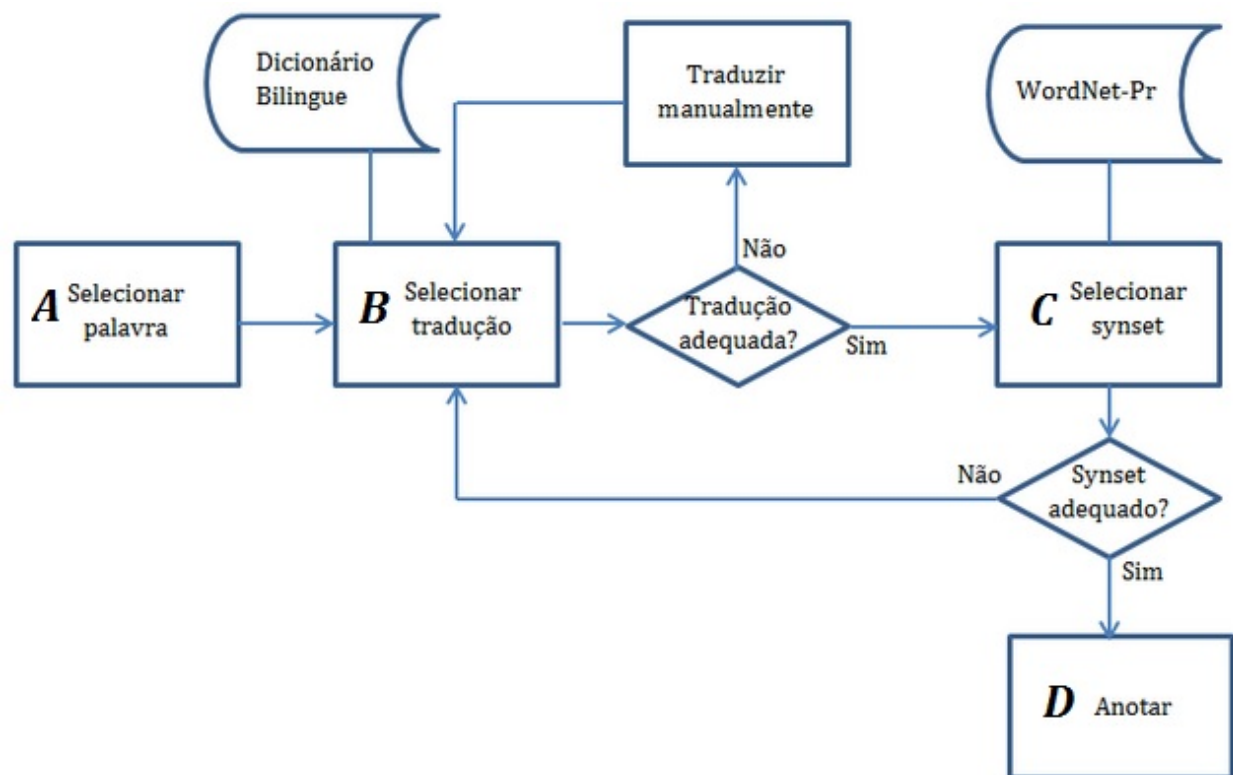 Dicionário
Bilingue
Traduzir
manualmente
WordNet-Pr
A Selecionar
palavra
B Selecionar
tradução
Não
Tradução
adequada?
Sim
C Selecionar
synset
Não
Synset
adequado?
Sim
D Anotar